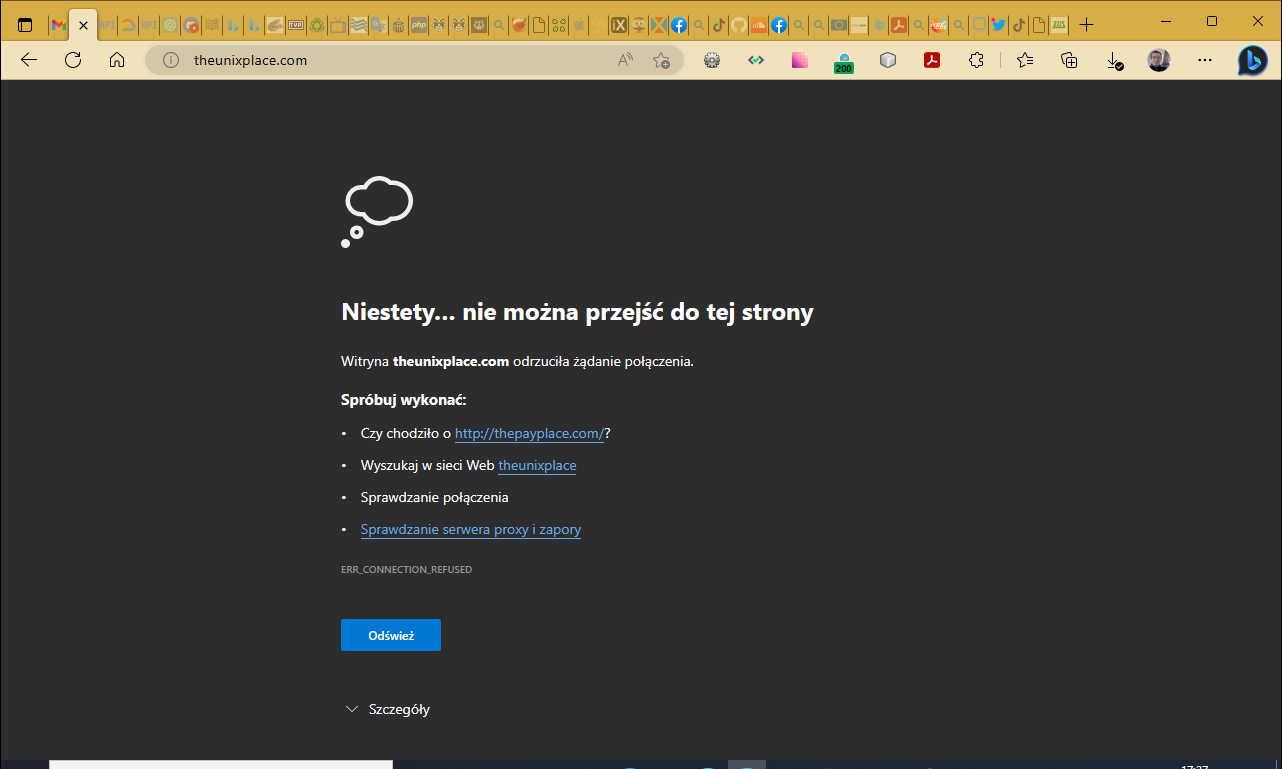 theunixplace.com
200
Niestety... nie można przejść do tej strony
Witryna theunixplace.com odrzuciła żądanie połączenia.
Spróbuj wykonać:
• Czy chodziło o http://thepayplace.com/?
• Wyszukaj w sieci Web theunixplace
• Sprawdzanie połączenia
• Sprawdzanie serwera proxy i zapory
ERR_CONNECTION_REFUSED
Odśwież
Szczegóły